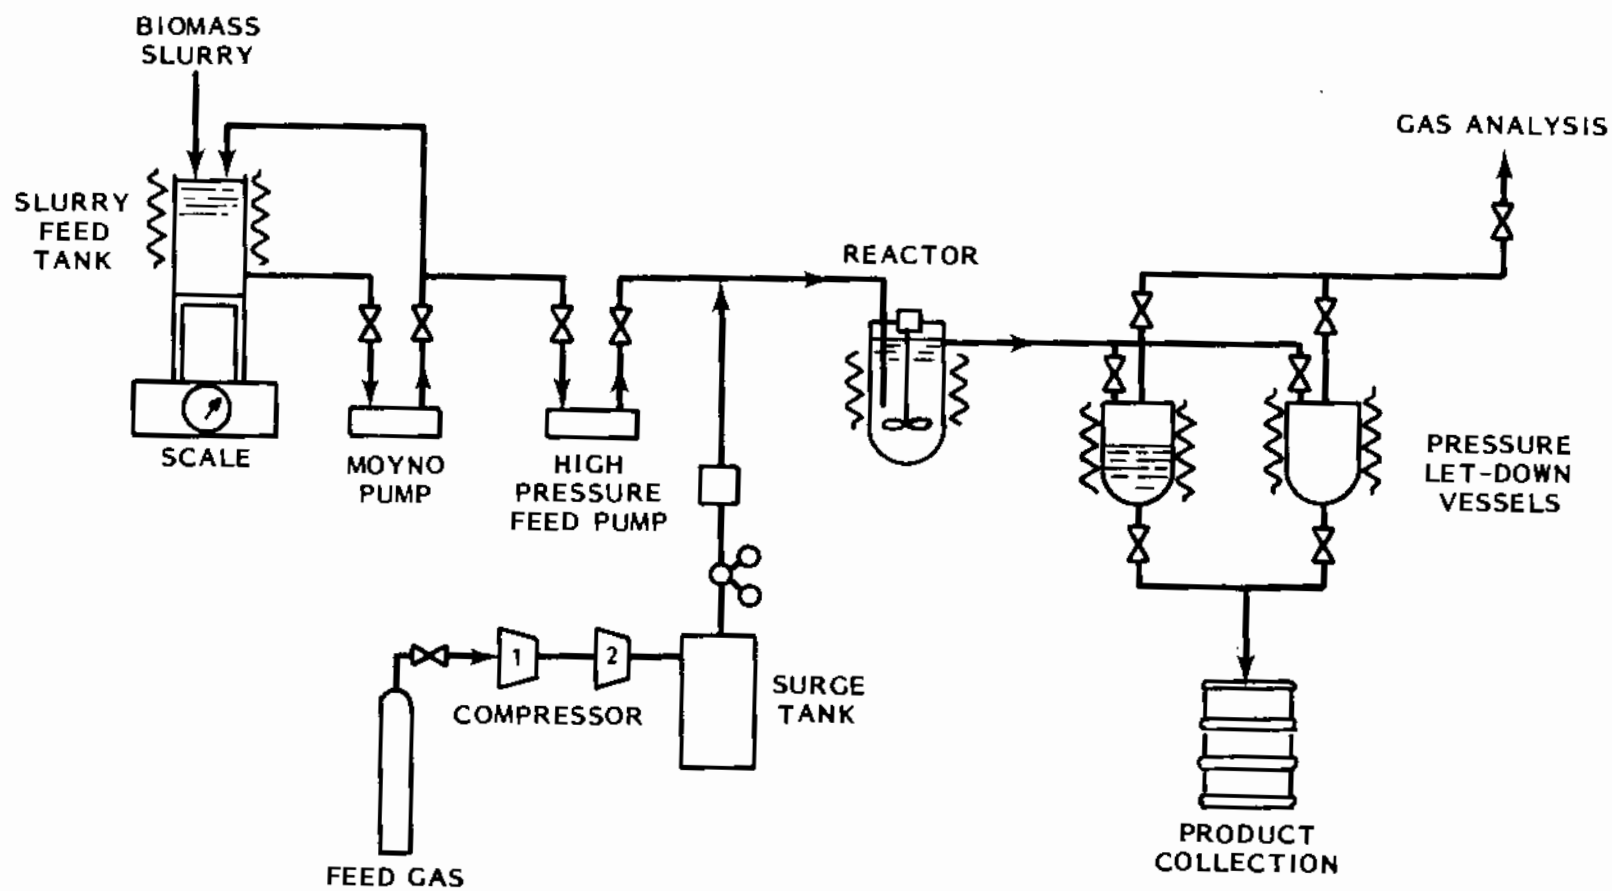 BIOMASS
SLURRY
GAS ANALYSIS
SLURRY
FEED
TANK
REACTOR
SCALE
MOYNO
PUMP
HIGH
PRESSURE
FEED PUMP
PRESSURE
LET-DOWN
VESSELS
1
2
COMPRESSOR
SURGE
TANK
FEED GAS
PRODUCT
COLLECTION